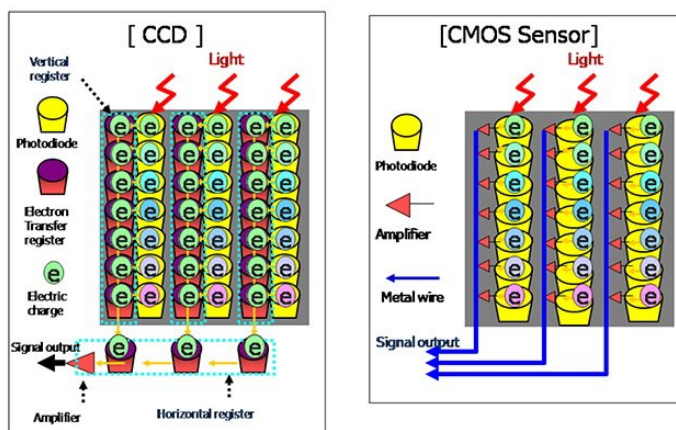 [ CCD ]
Vertical
register
Light
Photodiode
Electron
Transfer
register
e
Electric
charge
Signal output
Amplifier
Horizontal register
e e e e e e
e e e e e e
e e e e e e
e e e e e e
e e e e e e
e e e e e e
e e e e e e
e e e
[CMOS Sensor]
Light
Photodiode
Amplifier
Metal wire
Signal output
e e e
e e e
e e e
e e e
e e e
e e e
e e e